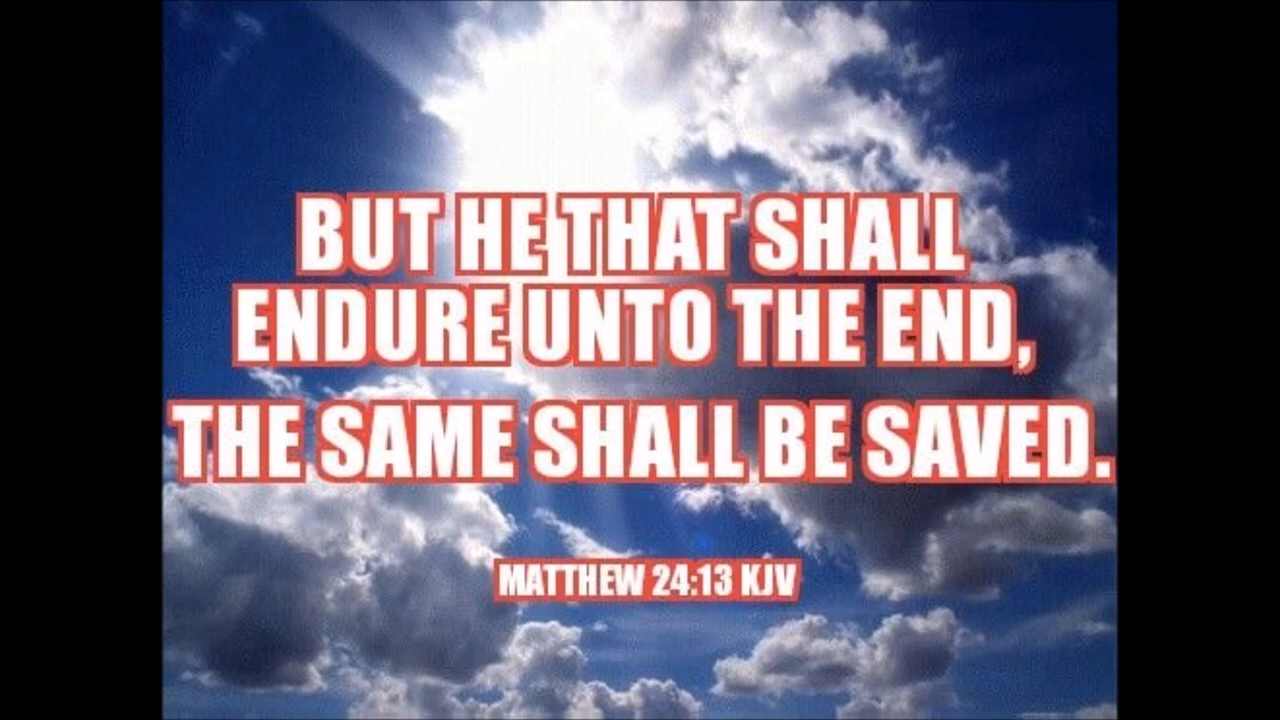 BUT HE THAT SHALL
ENDURE UNTO THE END,
THE SAME SHALL BE SAVED.
MATTHEW 24:13 KJV